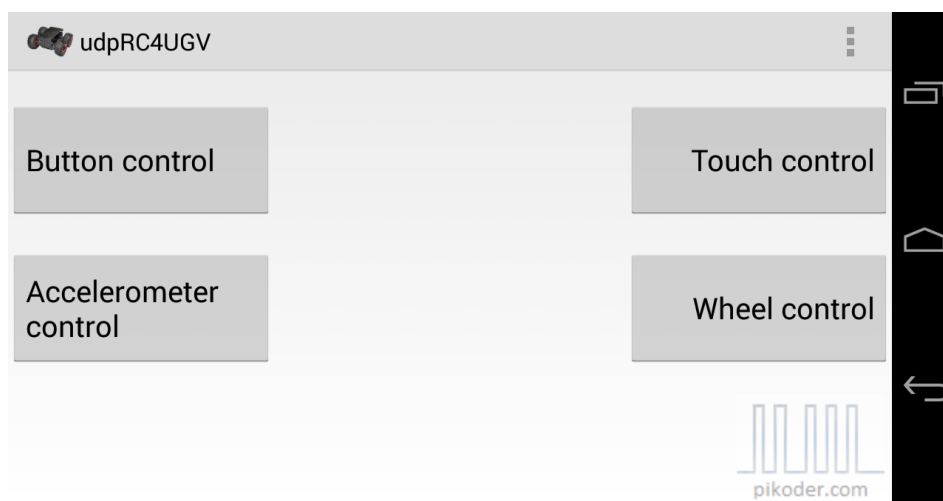 udpRC4UGV
Button control
Touch control
Accelerometer
control
Wheel control
pikoder.com